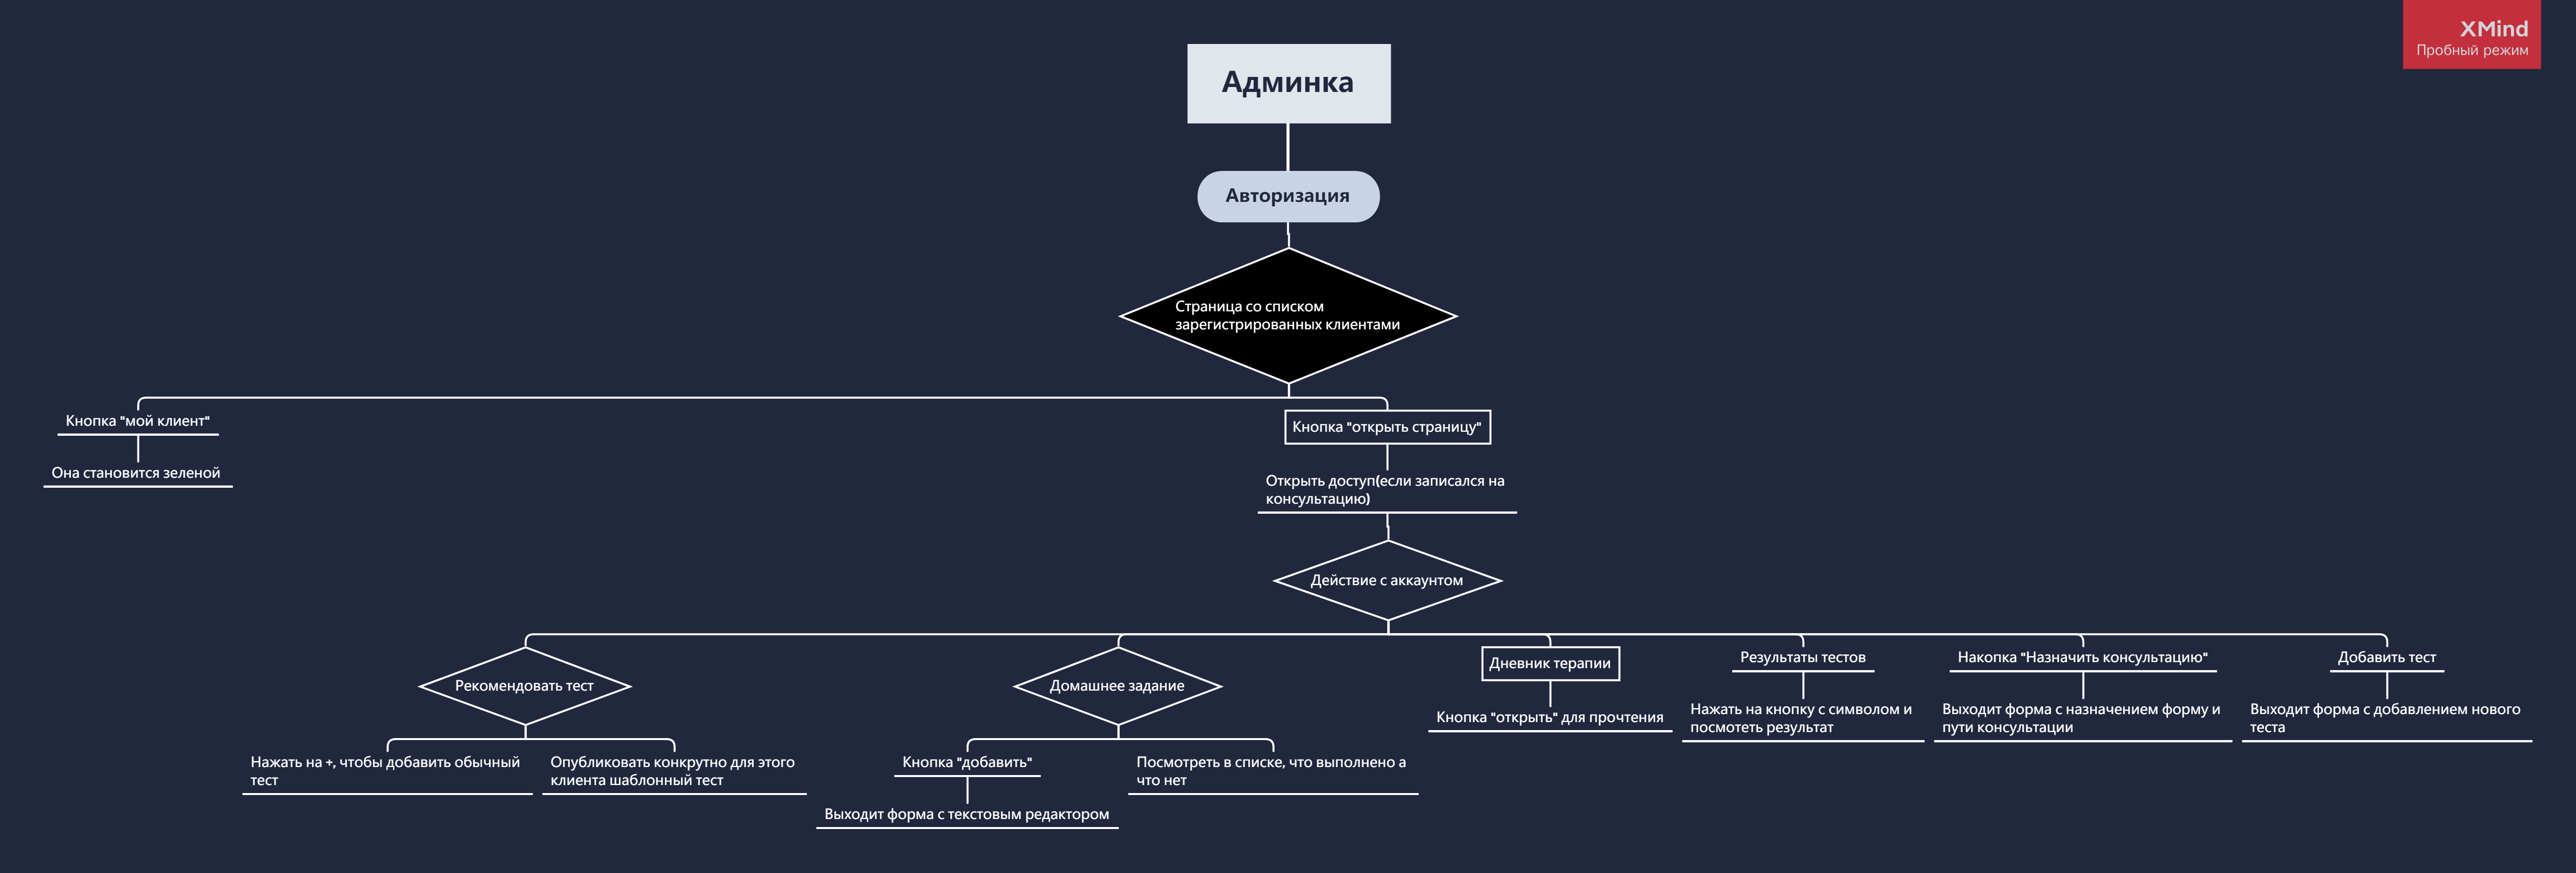 XMind
Пробный режим
Админка
Авторизация
Страница со списком
зарегистрированных клиентами
Кнопка "мой клиент"
Она становится зеленой
Кнопка "открыть страницу"
Открыть доступ(если записался на
консультацию)
Действие с аккаунтом
Рекомендовать тест
Нажать на +, чтобы добавить обычный
тест
Опубликовать конкрутно для этого
клиента шаблонный тест
Домашнее задание
Кнопка "добавить"
Выходит форма с текстовым редактором
Посмотреть в списке, что выполнено а
что нет
Дневник терапии
Кнопка "открыть" для прочтения
Результаты тестов
Нажать на кнопку с символом и
посмотеть результат
Накопка "Назначить консультацию"
Выходит форма с назначением форму и
пути консультации
Добавить тест
Выходит форма с добавлением нового
теста